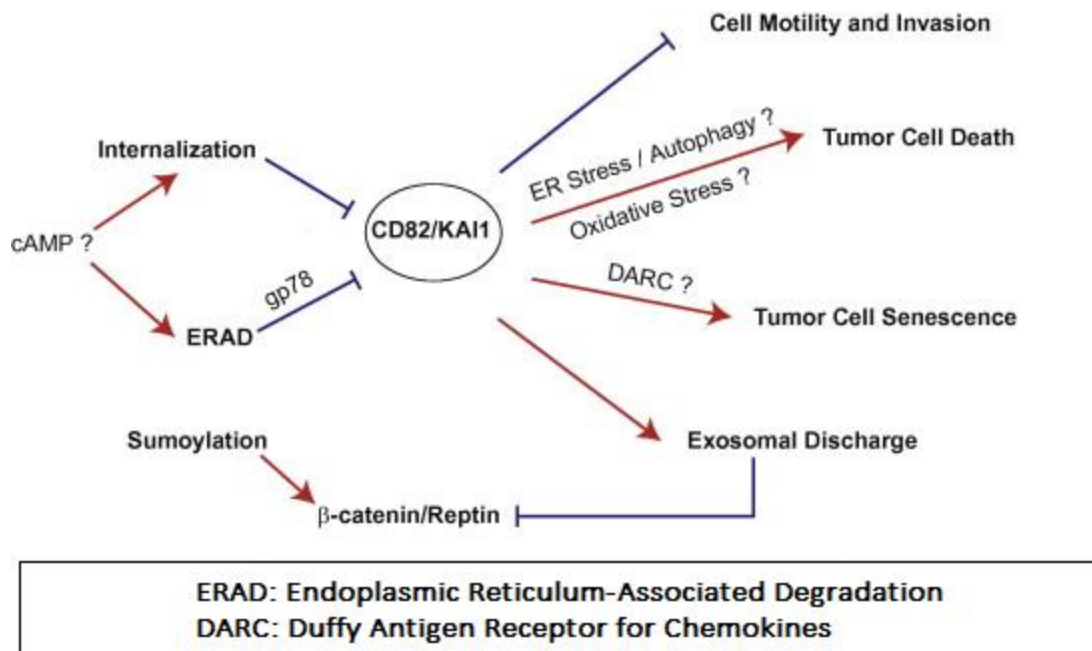 Cell Motility and Invasion
ER Stress / Autophagy ?
Tumor Cell Death
Oxidative Stress ?
Internalization
CD82/KAI1
cAMP ?
gp78
DARC ?
ERAD
Tumor Cell Senescence
Sumoylation
Exosomal Discharge
β-catenin/Reptin
ERAD: Endoplasmic Reticulum-Associated Degradation
DARC: Duffy Antigen Receptor for Chemokines